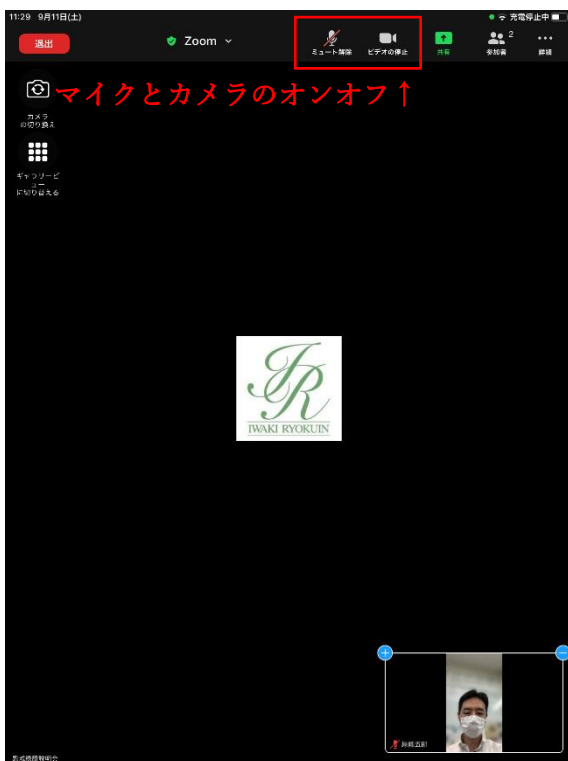 11:29 9月11日(土)
充電停止中
退出
Zoom
ミュート解除
ビデオの停止
共有
2
参加者
詳細
マイクとカメラのオンオフ↑
カメラ
の切り換え
ギャラリービ
ュー
に切り替える
IR
IWAKI RYOKUIN